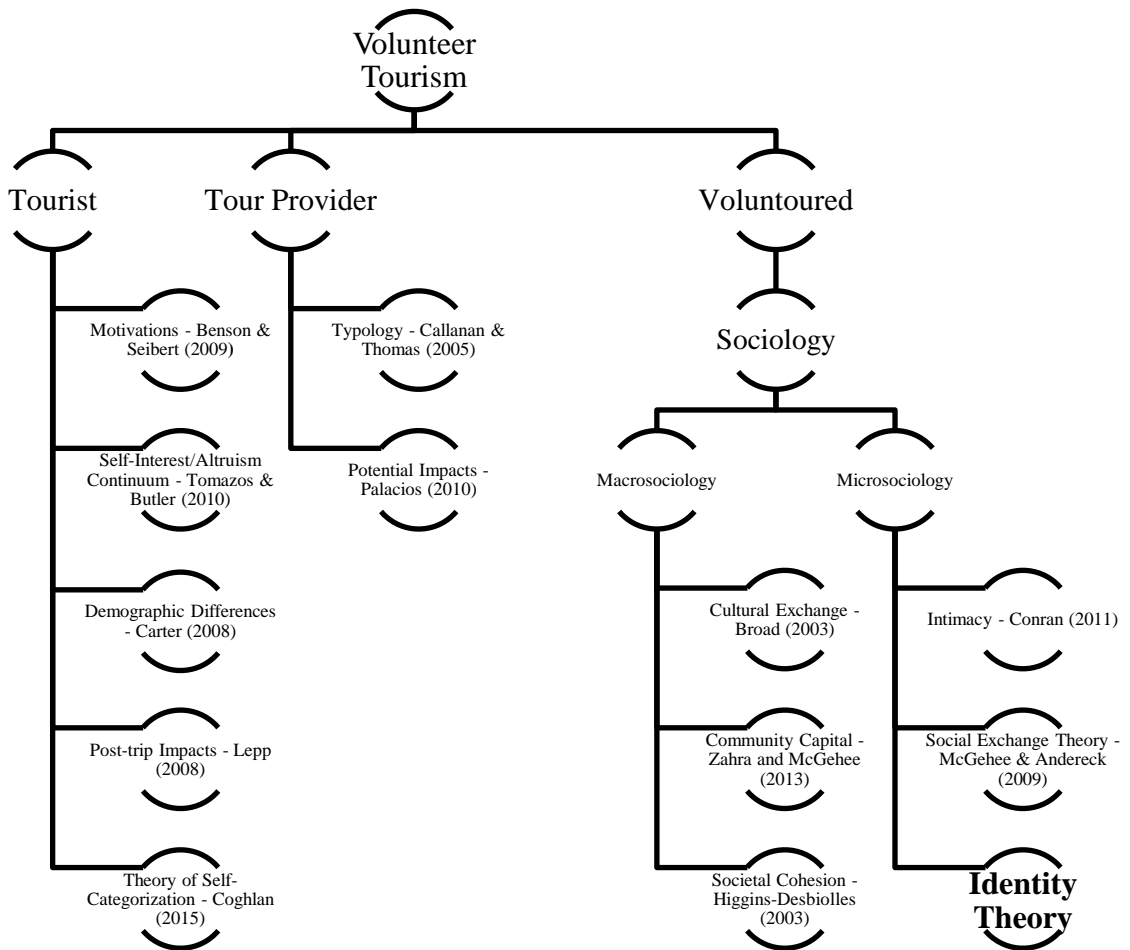 Volunteer
Tourism
Tourist
Tour Provider
Voluntoured
Motivations - Benson &
Seibert (2009)
Self-Interest/Altruism
Continuum - Tomazos &
Butler (2010)
Demographic Differences
- Carter (2008)
Post-trip Impacts - Lepp
(2008)
Theory of Self-
Categorization - Coghlan
(2015)
Typology - Callanan &
Thomas (2005)
Potential Impacts -
Palacios (2010)
Sociology
Macrosociology
Microsociology
Cultural Exchange -
Broad (2003)
Community Capital -
Zahra and McGehee
(2013)
Societal Cohesion -
Higgins-Desbiolles
(2003)
Intimacy - Conran (2011)
Social Exchange Theory -
McGehee & Andereck
(2009)
Identity
Theory